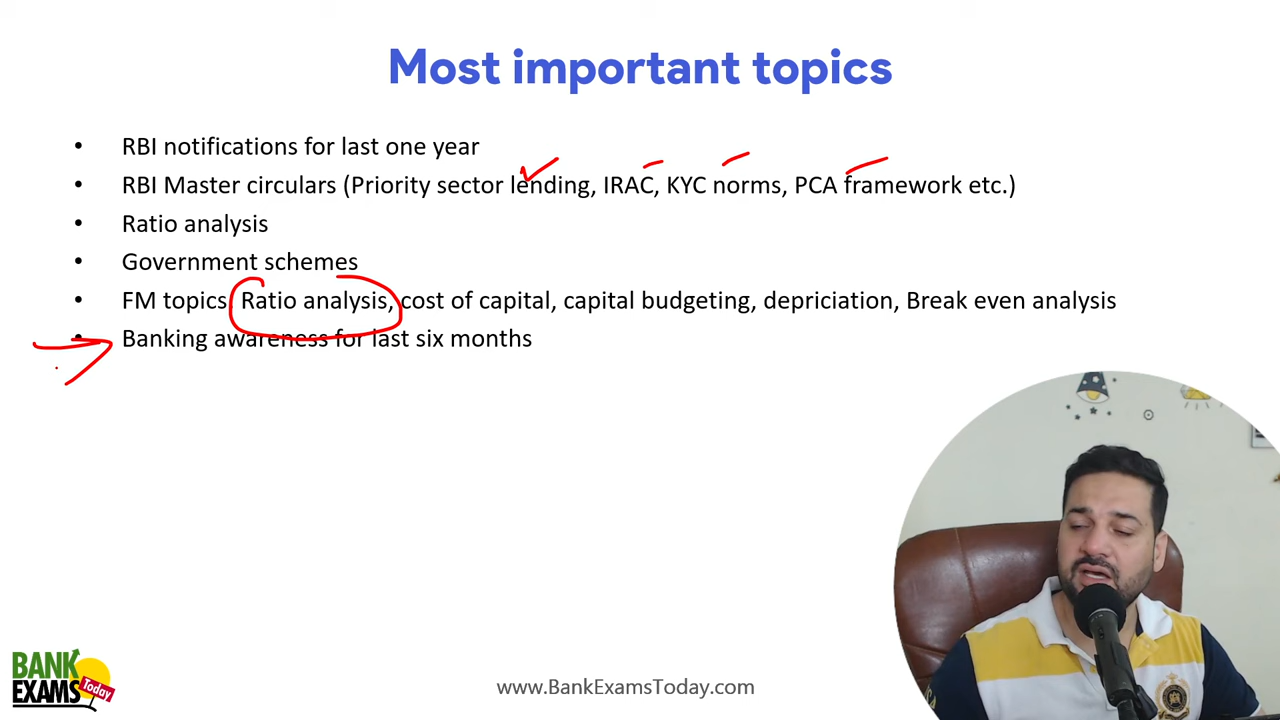 Most important topics
• RBI notifications for last one year
• RBI Master circulars (Priority sector lending, IRAC, KYC norms, PCA framework etc.)
• Ratio analysis
• Government schemes
• FM topics Ratio analysis, cost of capital, capital budgeting, depriciation, Break even analysis
• Banking awareness for last six months
BANK
EXAMS Today
www.BankExamsToday.com